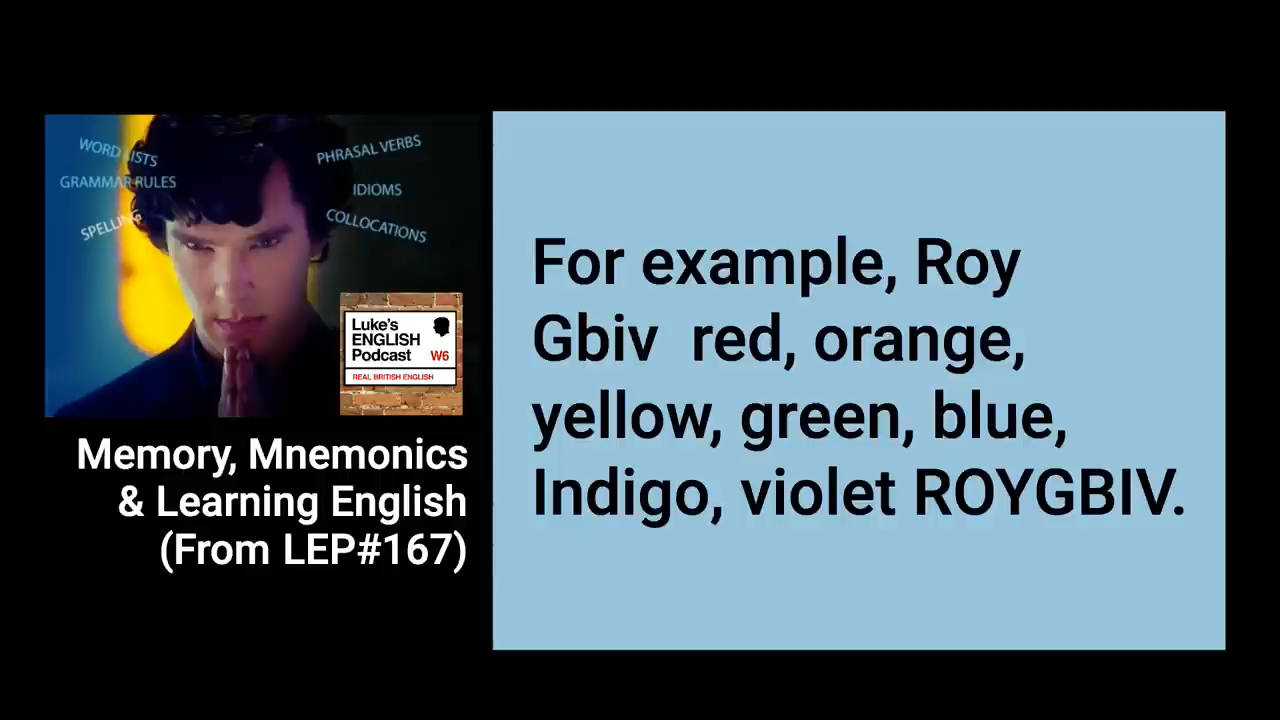 WORD LISTS
GRAMMAR RULES
SPELLING
PHRASAL VERBS
IDIOMS
COLLOCATIONS
Luke's
ENGLISH
Podcast W6
REAL BRITISH ENGLISH
Memory, Mnemonics
& Learning English
(From LEP#167)
For example, Roy
Gbiv red, orange,
yellow, green, blue,
Indigo, violet ROYGBIV.